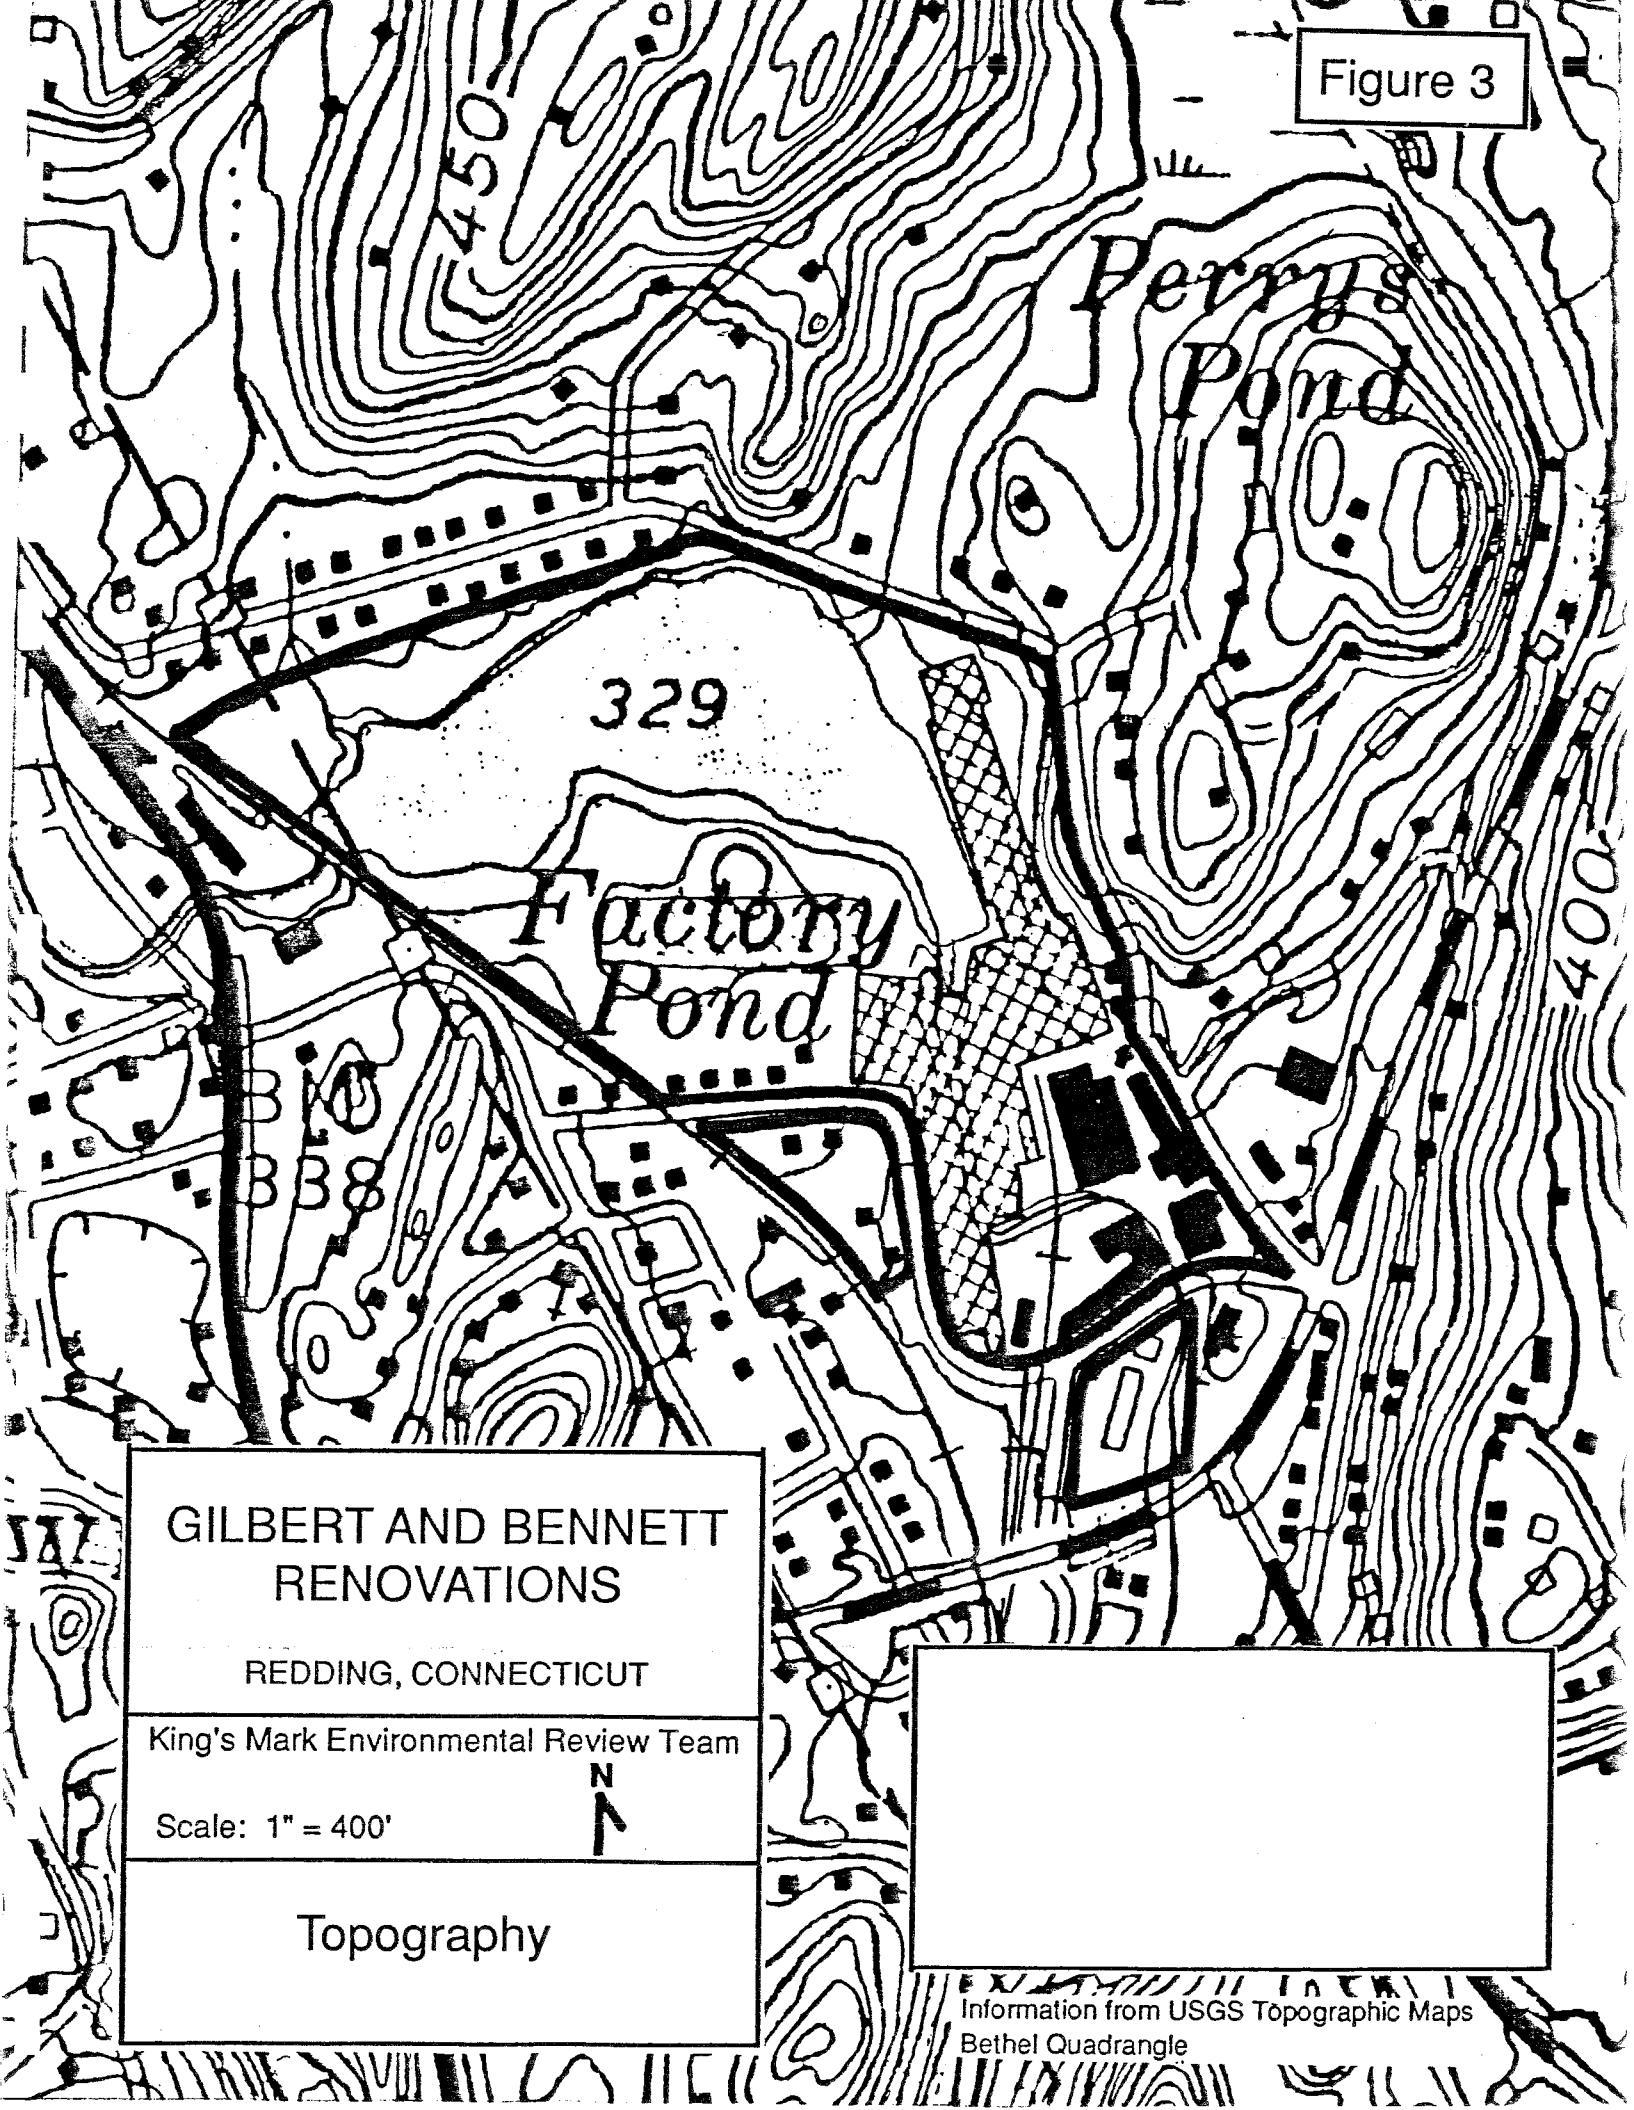 Figure 3
450
Perrys
Pond
329
Factory
Pond
400
338
GILBERT AND BENNETT
RENOVATIONS
REDDING, CONNECTICUT
King's Mark Environmental Review Team
N
Scale: 1" = 400'
Topography
Information from USGS Topographic Maps
Bethel Quadrangle